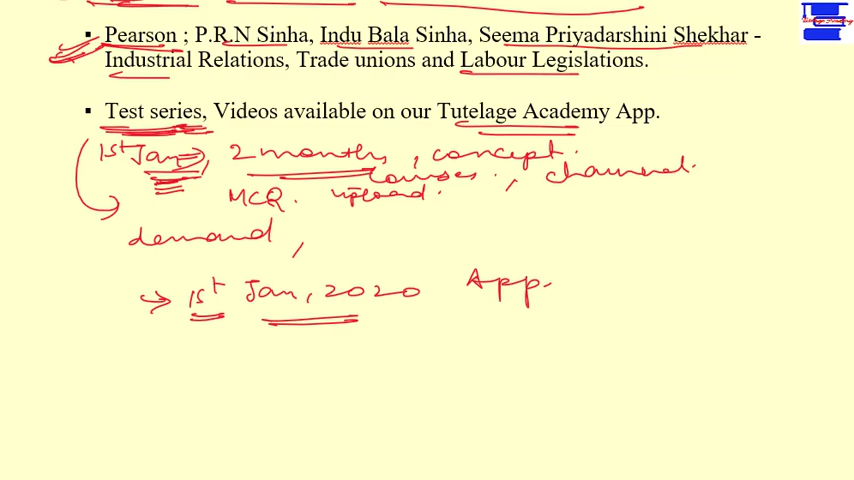 ▪ Pearson ; P.R.N Sinha, Indu Bala Sinha, Seema Priyadarshini Shekhar -
Industrial Relations, Trade unions and Labour Legislations.
▪ Test series, Videos available on our Tutelage Academy App.
1st Jan, 2 months, concept.
courses. , channel.
MCQ. upload.
demand,
→ 1st Jan, 2020 App.
Tutelage Academy